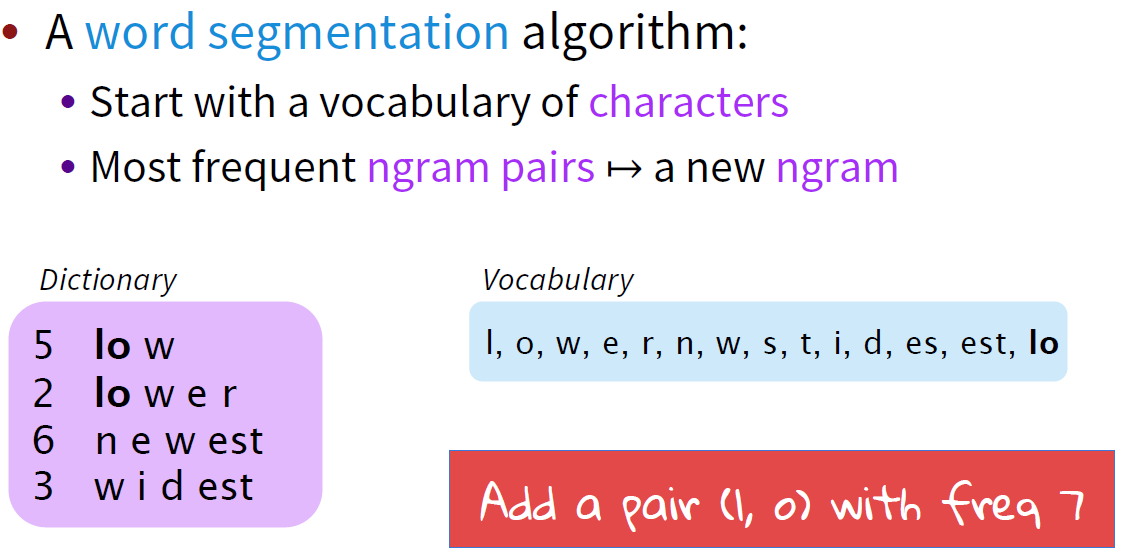 • A word segmentation algorithm:
• Start with a vocabulary of characters
• Most frequent ngram pairs ↦ a new ngram
Dictionary
5 lo w
2 lo w e r
6 n e w est
3 w i d est
Vocabulary
l, o, w, e, r, n, w, s, t, i, d, es, est, lo
Add a pair (l, o) with freq 7